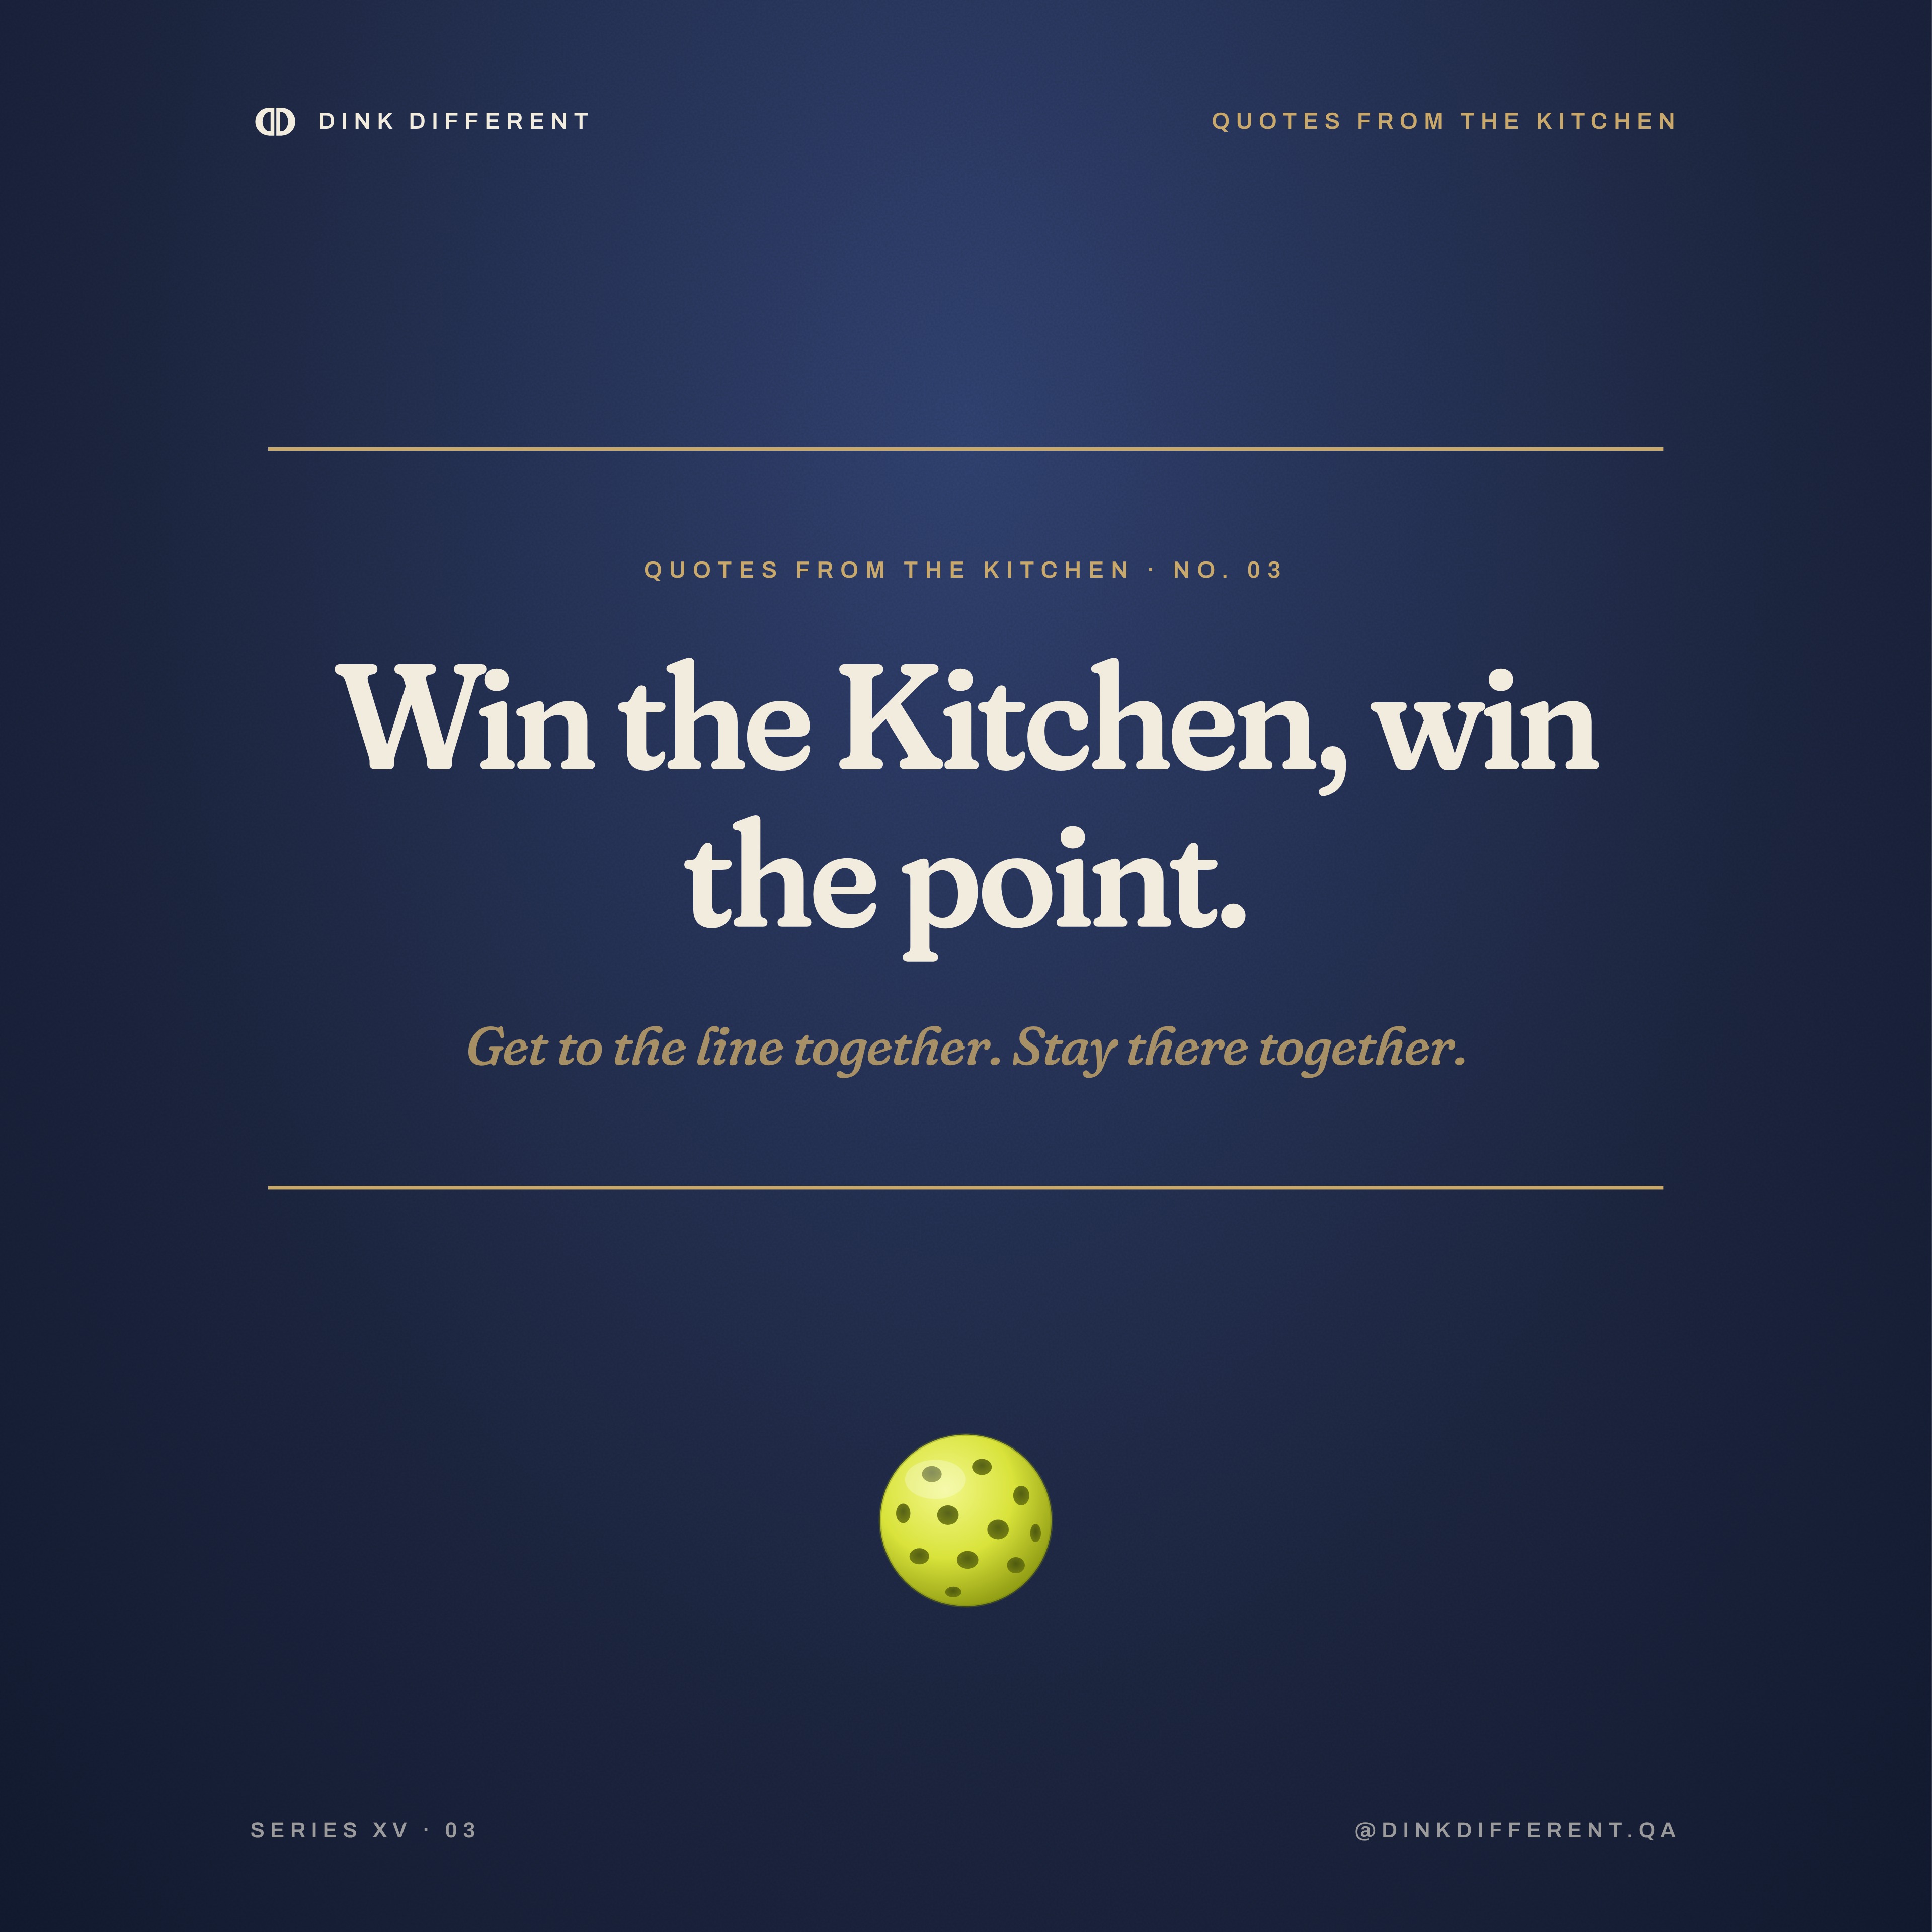 DINK DIFFERENT
QUOTES FROM THE KITCHEN
QUOTES FROM THE KITCHEN · NO. 03
Win the Kitchen, win
the point.
Get to the line together. Stay there together.
SERIES XV · 03
@DINKDIFFERENT.QA